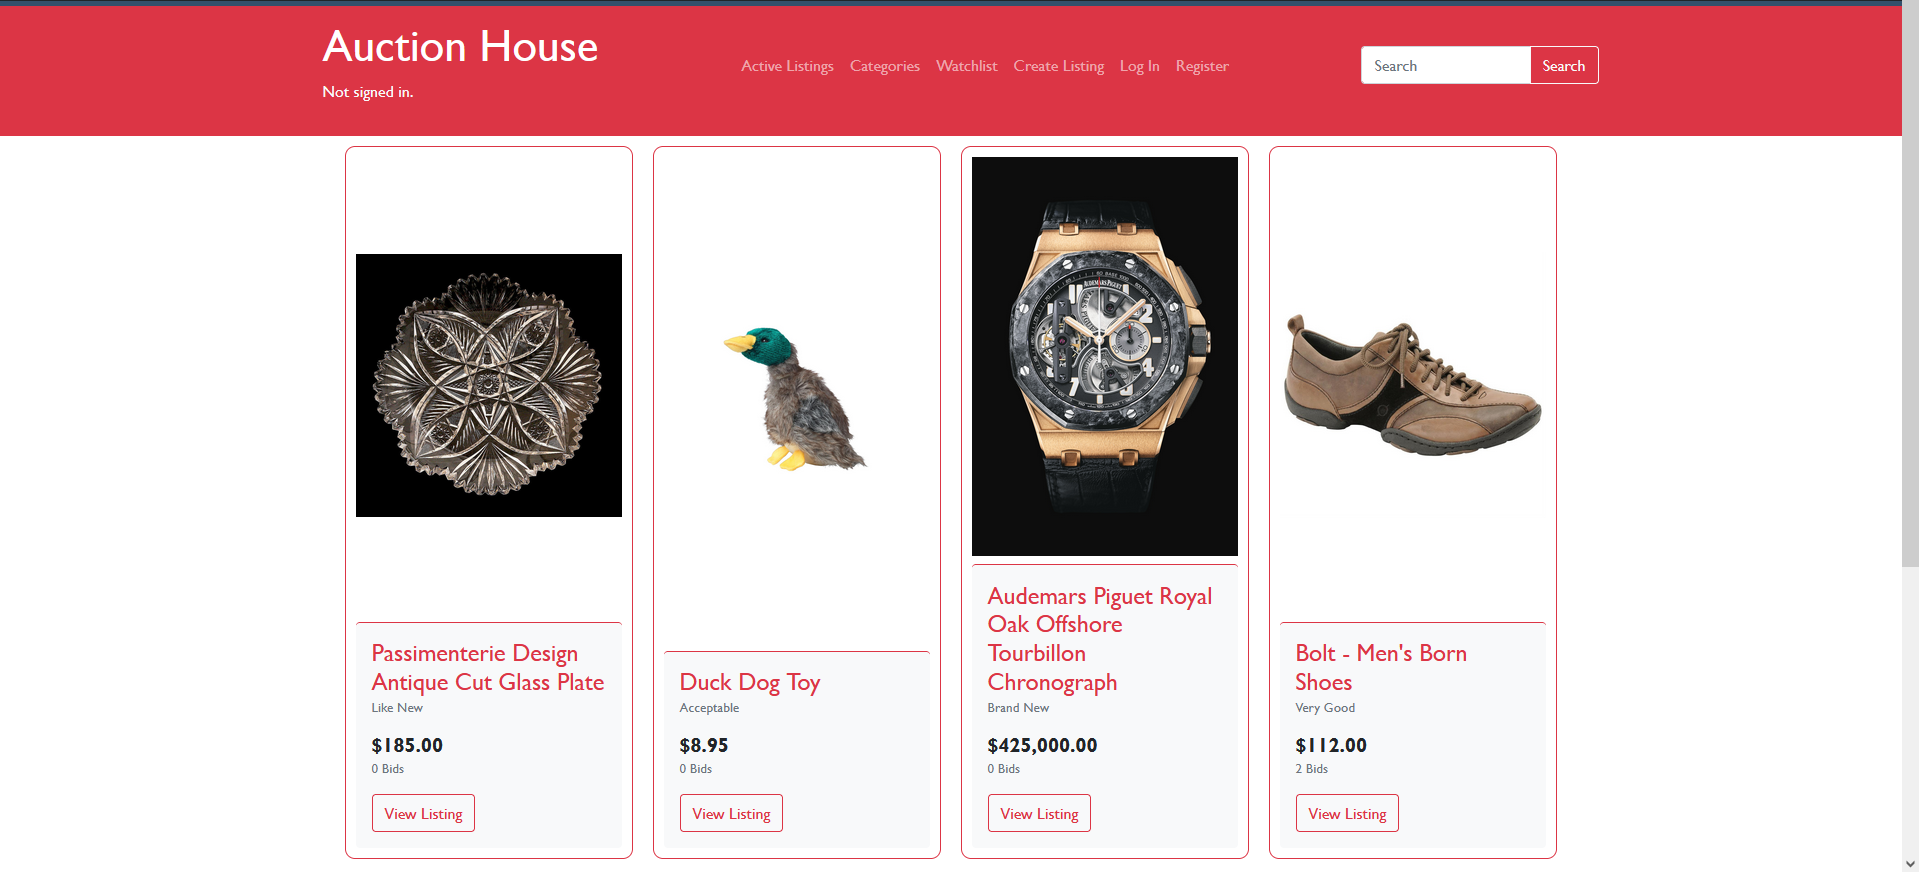 Auction House
Not signed in.
Active Listings Categories Watchlist Create Listing Log In Register
Search Search
Passimenterie Design
Antique Cut Glass Plate
Like New
$185.00
0 Bids
View Listing
Duck Dog Toy
Acceptable
$8.95
0 Bids
View Listing
AUDEMARS PIGUET
Audemars Piguet Royal
Oak Offshore
Tourbillon
Chronograph
Brand New
$425,000.00
0 Bids
View Listing
Bolt - Men's Born
Shoes
Very Good
$112.00
2 Bids
View Listing